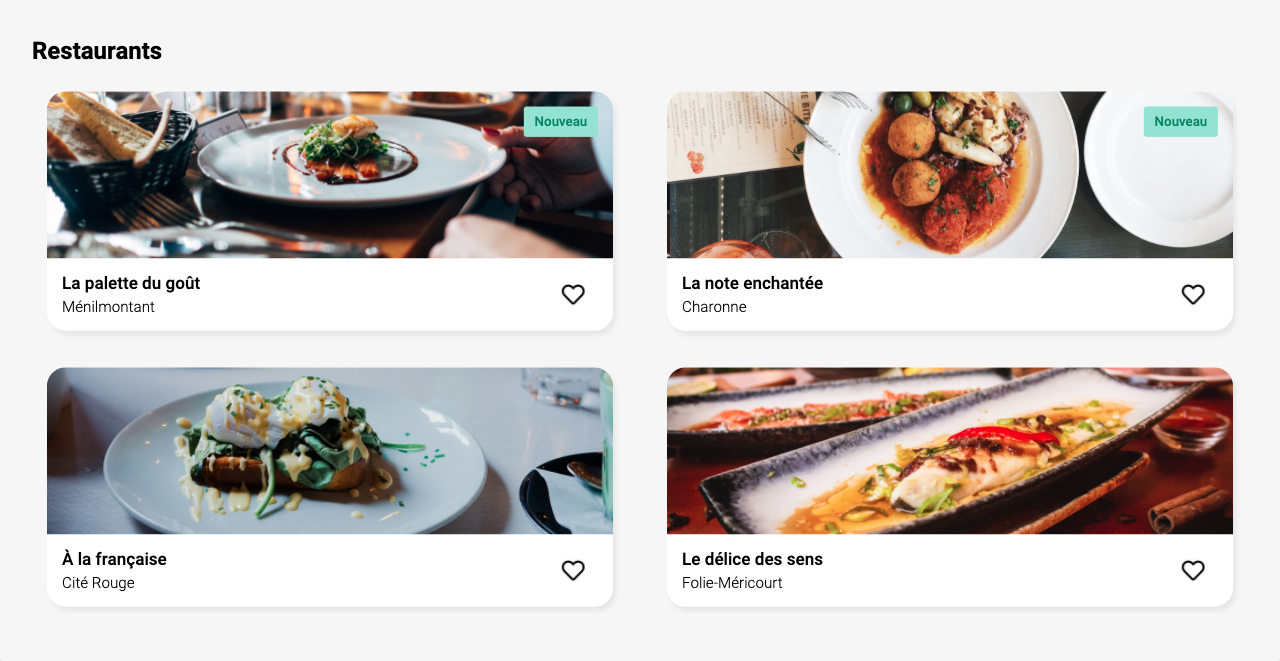 Restaurants
Nouveau
La palette du goût
Ménilmontant
Nouveau
La note enchantée
Charonne
À la française
Cité Rouge
Le délice des sens
Folie-Méricourt